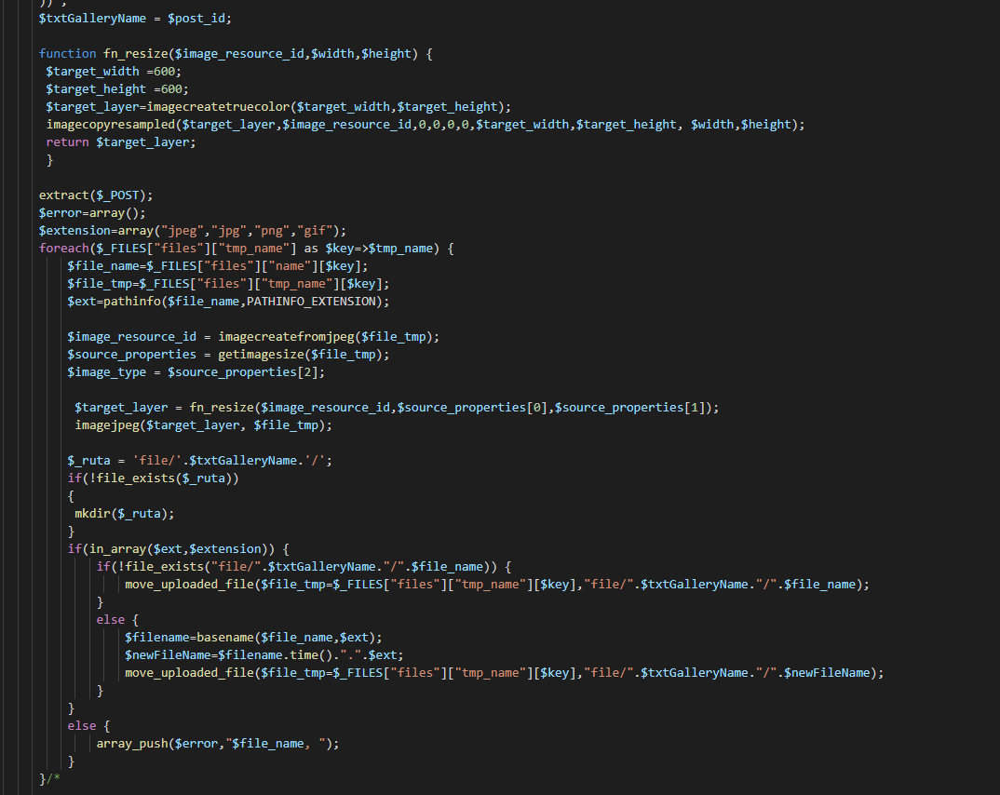 )) ;
$txtGalleryName = $post_id;
function fn_resize($image_resource_id,$width,$height) {
$target_width =600;
$target_height =600;
$target_layer=imagecreatetruecolor($target_width,$target_height);
imagecopyresampled($target_layer,$image_resource_id,0,0,0,0,$target_width,$target_height, $width,$height);
return $target_layer;
}
extract($_POST);
$error=array();
$extension=array("jpeg","jpg","png","gif");
foreach($_FILES["files"]["tmp_name"] as $key=>$tmp_name) {
$file_name=$_FILES["files"]["name"][$key];
$file_tmp=$_FILES["files"]["tmp_name"][$key];
$ext=pathinfo($file_name,PATHINFO_EXTENSION);
$image_resource_id = imagecreatefromjpeg($file_tmp);
$source_properties = getimagesize($file_tmp);
$image_type = $source_properties[2];
$target_layer = fn_resize($image_resource_id,$source_properties[0],$source_properties[1]);
imagejpeg($target_layer, $file_tmp);
$_ruta = 'file/'.$txtGalleryName.'/';
if(!file_exists($_ruta))
{
mkdir($_ruta);
}
if(in_array($ext,$extension)) {
if(!file_exists("file/".$txtGalleryName."/".$file_name)) {
move_uploaded_file($file_tmp=$_FILES["files"]["tmp_name"][$key],"file/".$txtGalleryName."/".$file_name);
}
else {
$filename=basename($file_name,$ext);
$newFileName=$filename.time().".".$ext;
move_uploaded_file($file_tmp=$_FILES["files"]["tmp_name"][$key],"file/".$txtGalleryName."/".$newFileName);
}
}
else {
array_push($error,"$file_name, ");
}
}/*